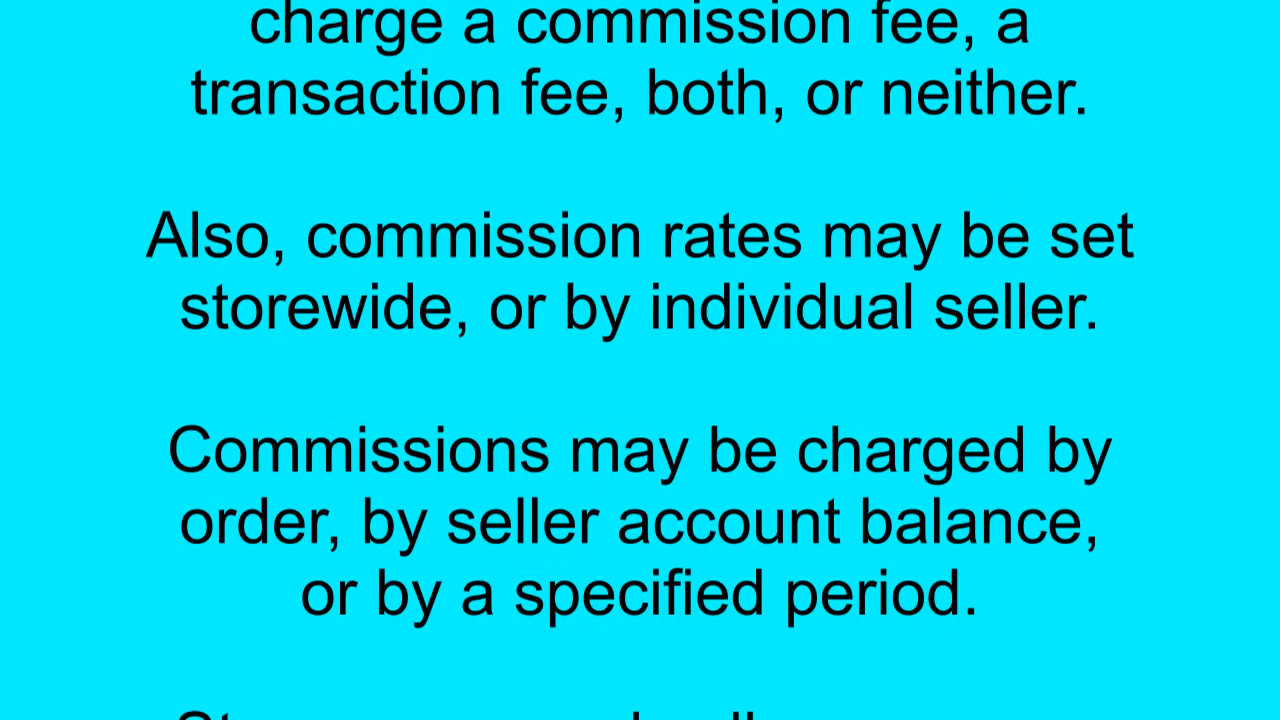 charge a commission fee, a
transaction fee, both, or neither.
Also, commission rates may be set
storewide, or by individual seller.
Commissions may be charged by
order, by seller account balance,
or by a specified period.